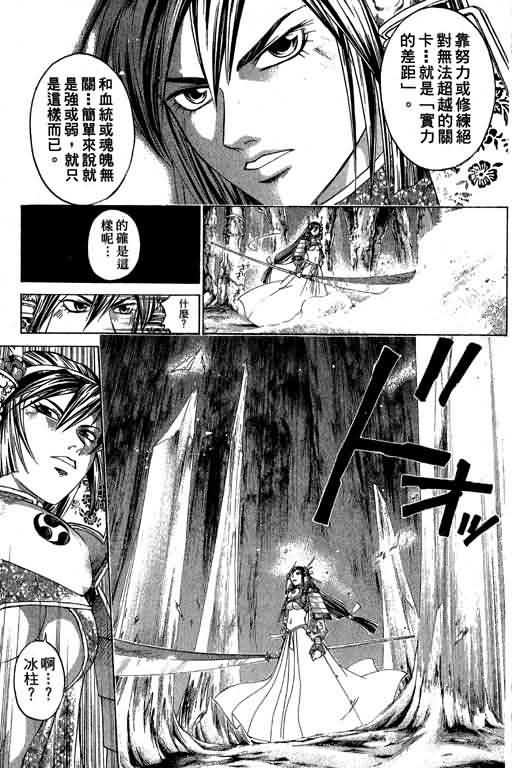 靠努力或修練絕
對無法超越的關
卡…就是「實力
的差距」。
和血統或魂魄無
關…簡單來說就
是強或弱，就只
是這樣而已。
的確是這
樣呢…
什麼？
ドオッ
啊…？
冰柱？